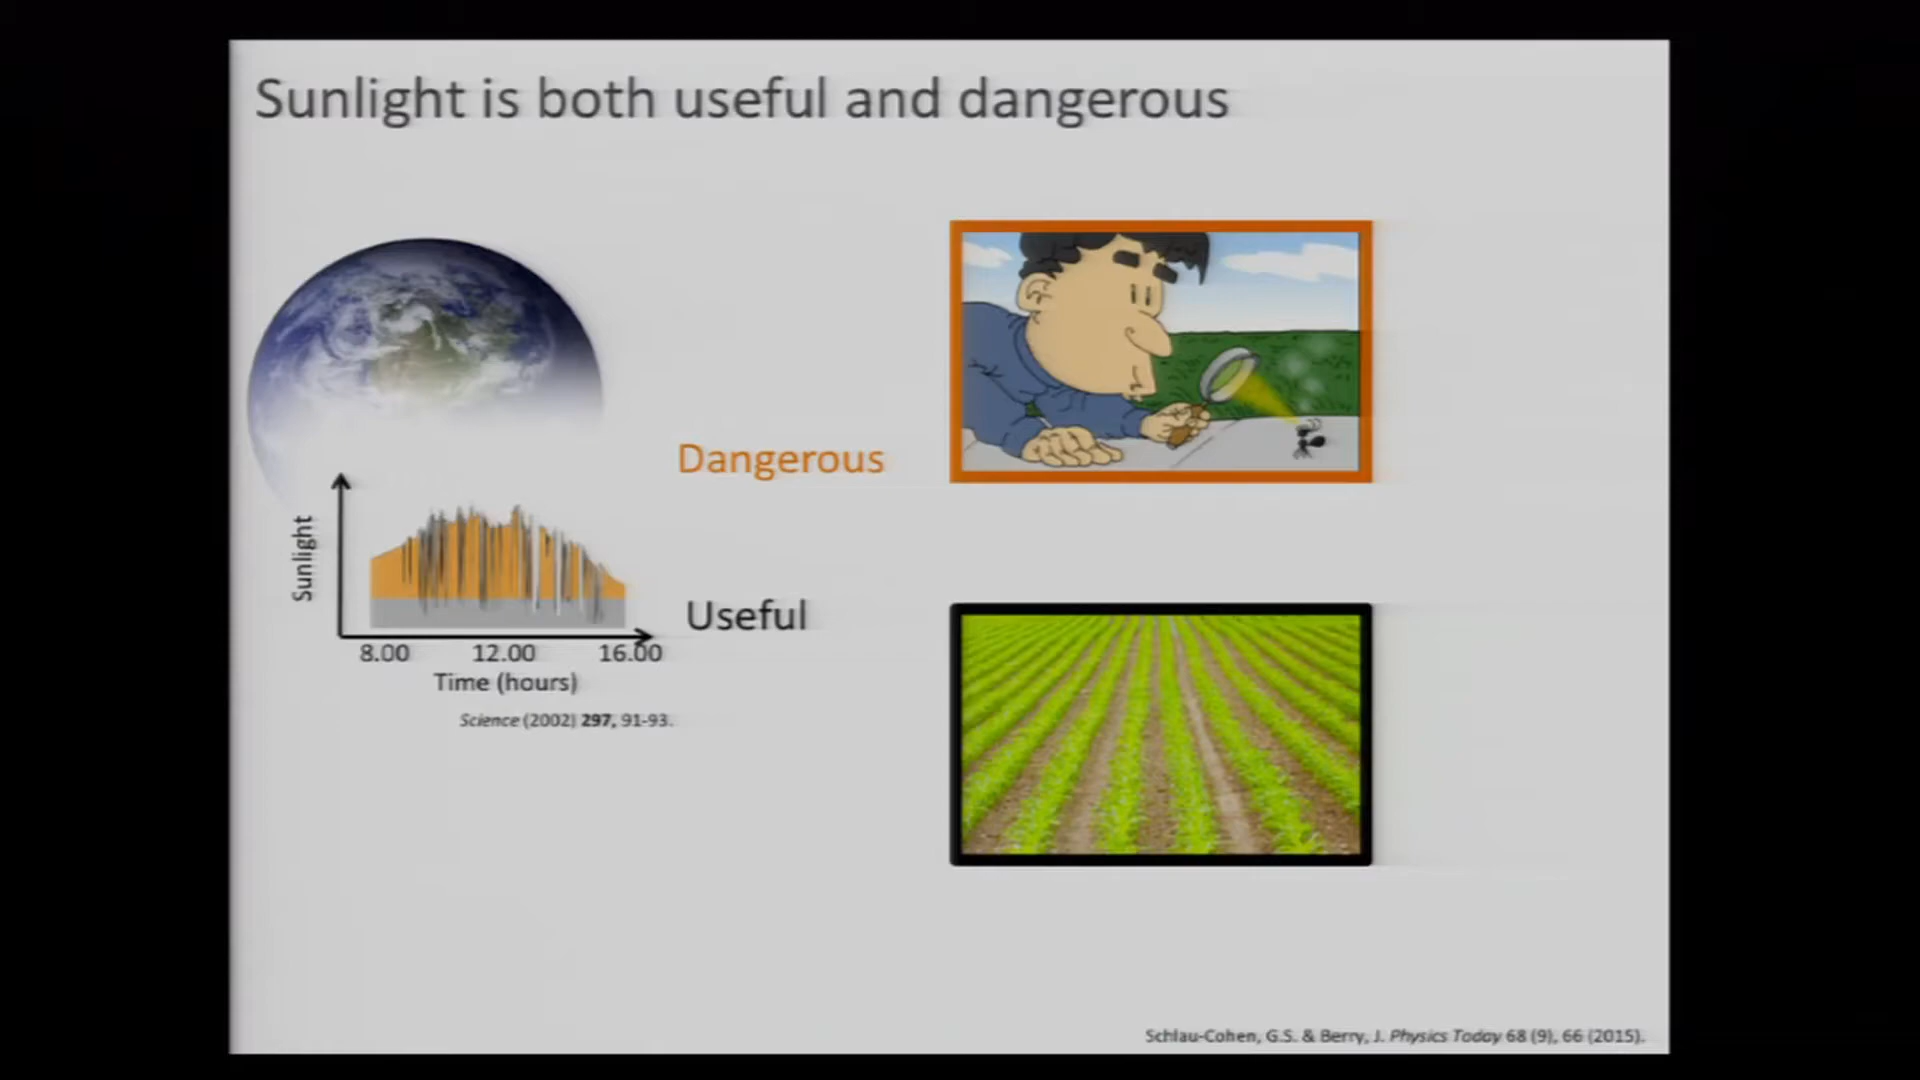 Sunlight is both useful and dangerous
Dangerous
Sunlight
Useful
8.00 12.00 16.00
Time (hours)
Science (2002) 297, 91-93.
Schlau-Cohen, G.S. & Berry, J. Physics Today 68 (9), 66 (2015).